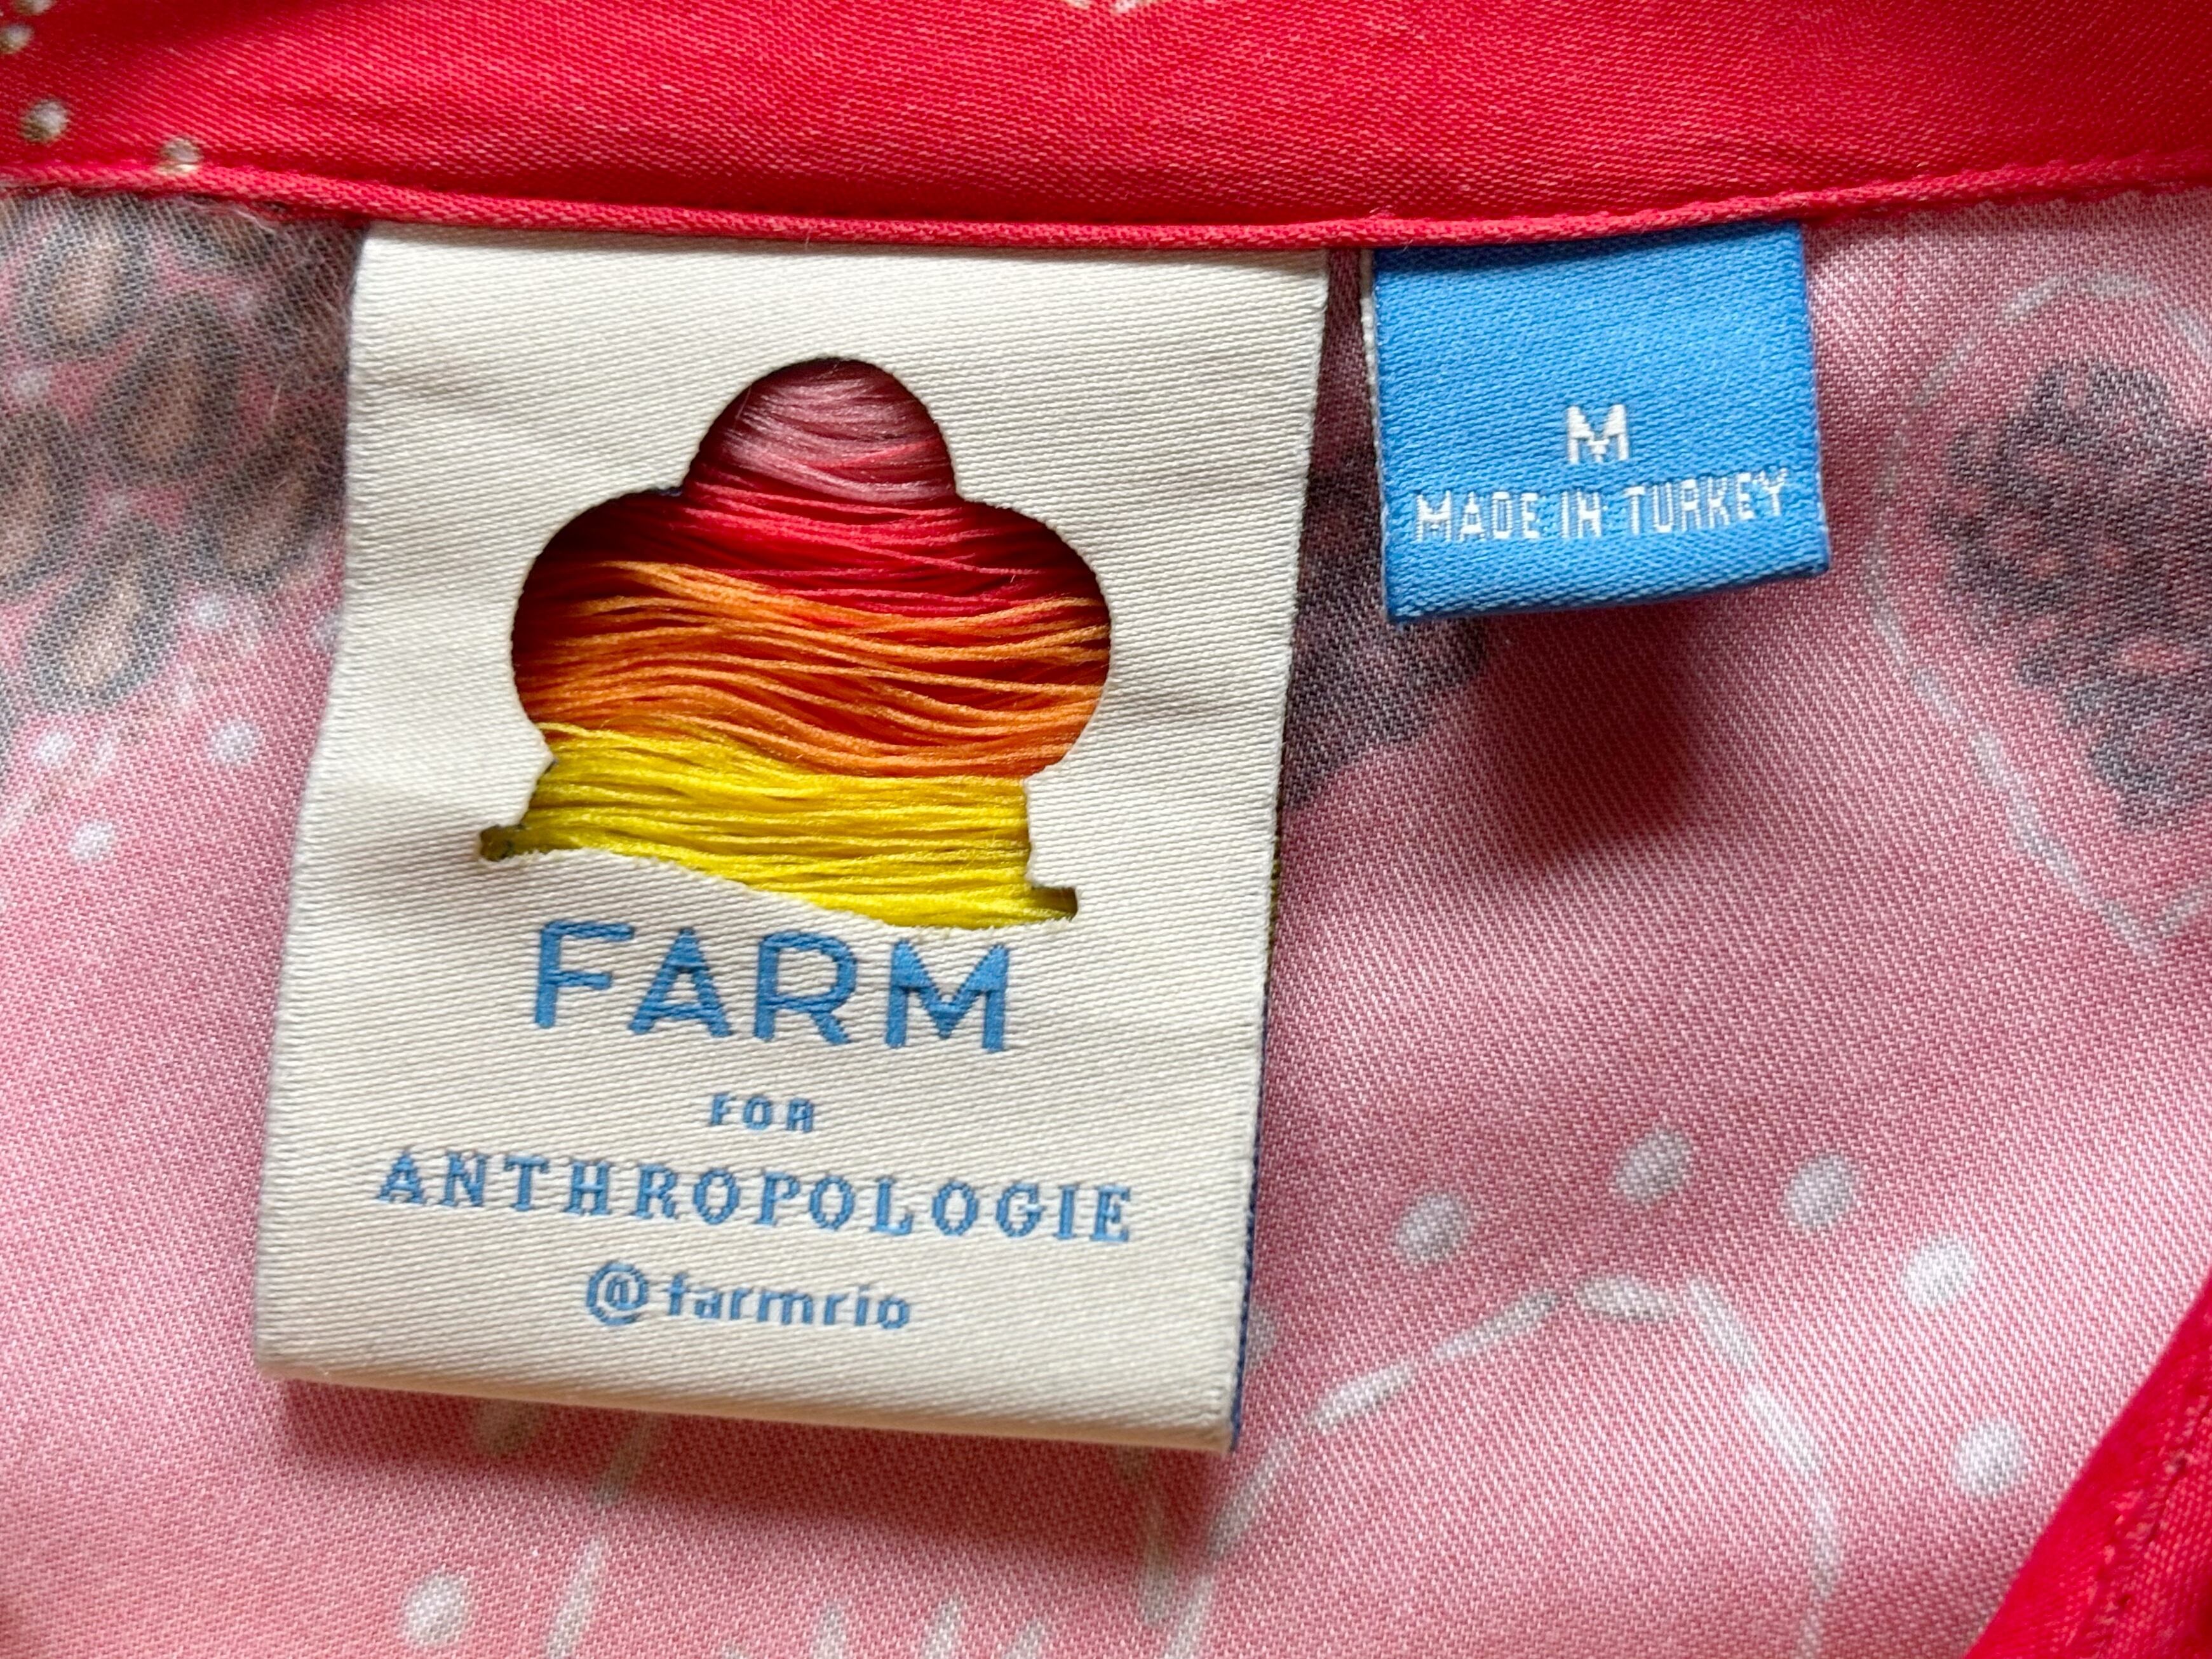 FARM
FOR
ANTHROPOLOGIE
@farmrio
M
MADE IN TURKEY